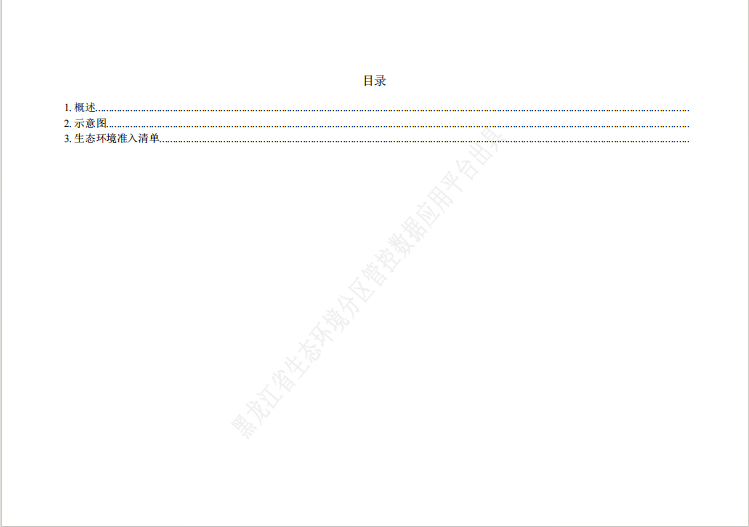 目录
1. 概述........................................................................................................................
2. 示意图........................................................................................................................
3. 生态环境准入清单........................................................................................................................
黑龙江省生态环境分区管控数据应用平台出具